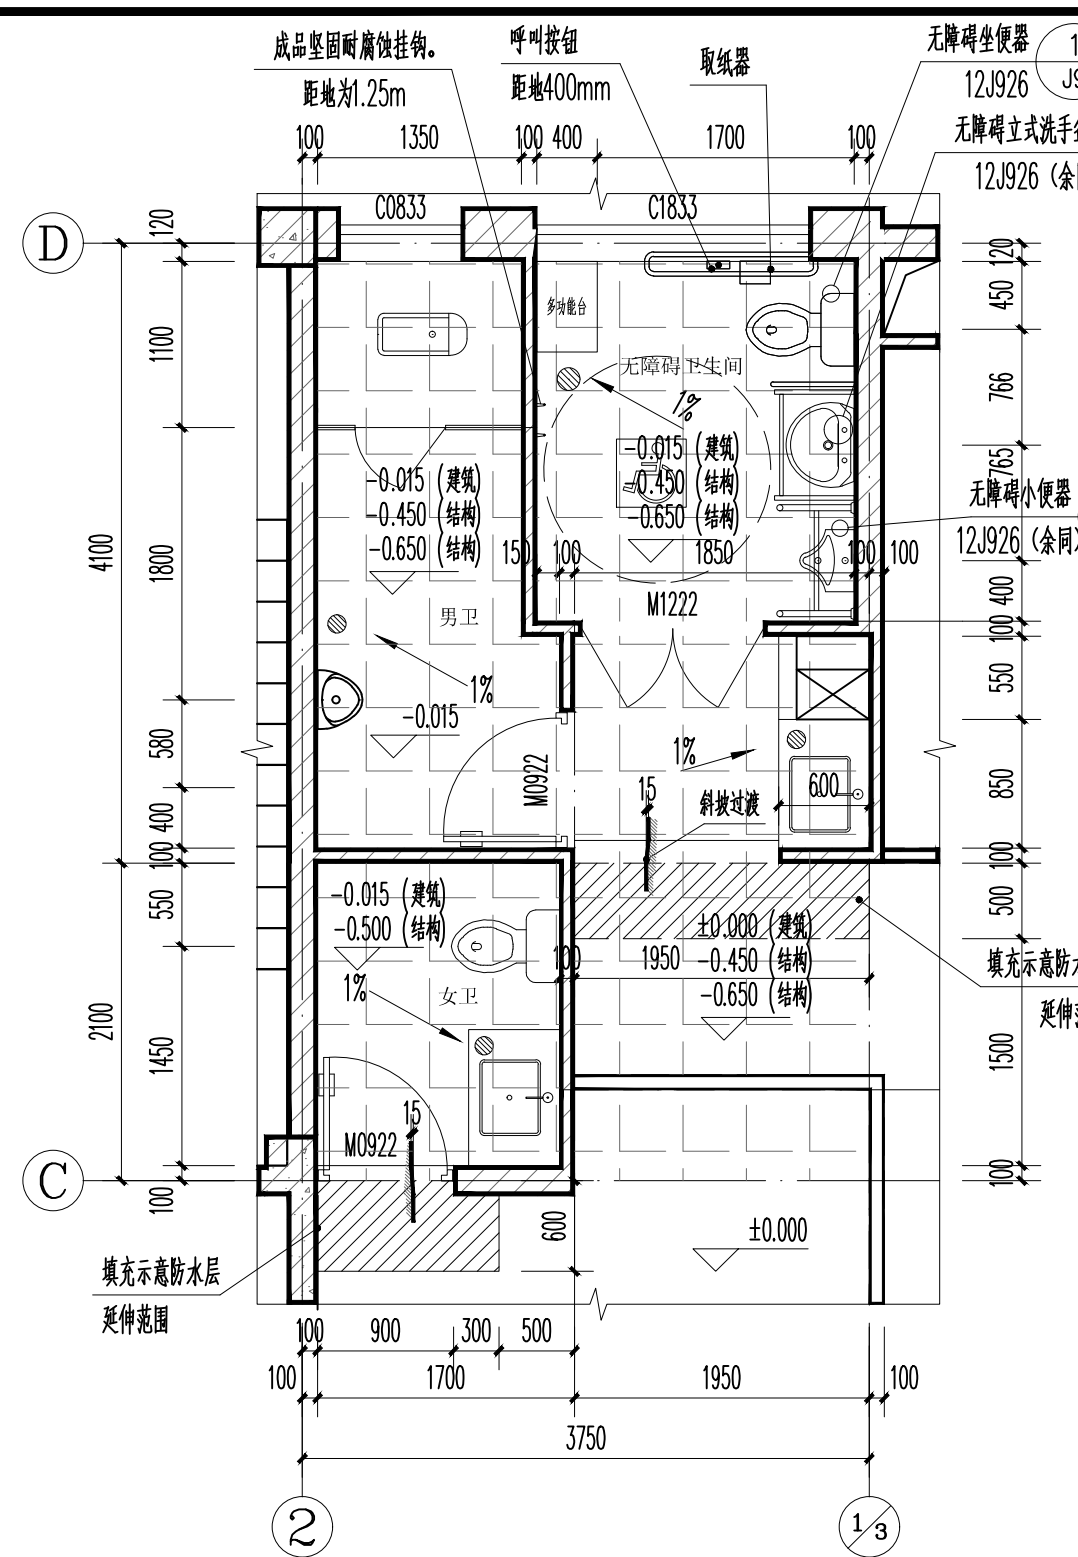 成品坚固耐腐蚀挂钩。
距地为1.25m
呼叫按钮
距地400mm
取纸器
无障碍坐便器
12J926
1
J9
无障碍立式洗手盆
12J926（余同
100 1350 100 400 1700 100
C0833 C1833
D
120
1100
1800
4100
580
400
100
550
2100
1450
100
120
450
766
765
400
100
550
850
100
500
1500
100
多功能台
无障碍卫生间
1%
-0.015（建筑）
-0.450（结构）
-0.650（结构）
-0.015（建筑）
-0.450（结构）
-0.650（结构）
无障碍小便器
12J926（余同）
150 100 1850 100 100
M1222
男卫
1%
-0.015
M0922
1%
15
斜坡过渡
600
-0.015（建筑）
-0.500（结构）
1%
女卫
±0.000（建筑）
-0.450（结构）
-0.650（结构）
100 1950
填充示意防水
延伸范
15
M0922
C
600
±0.000
填充示意防水层
延伸范围
100 900 300 500
100 1700 1950 100
3750
2
1/3